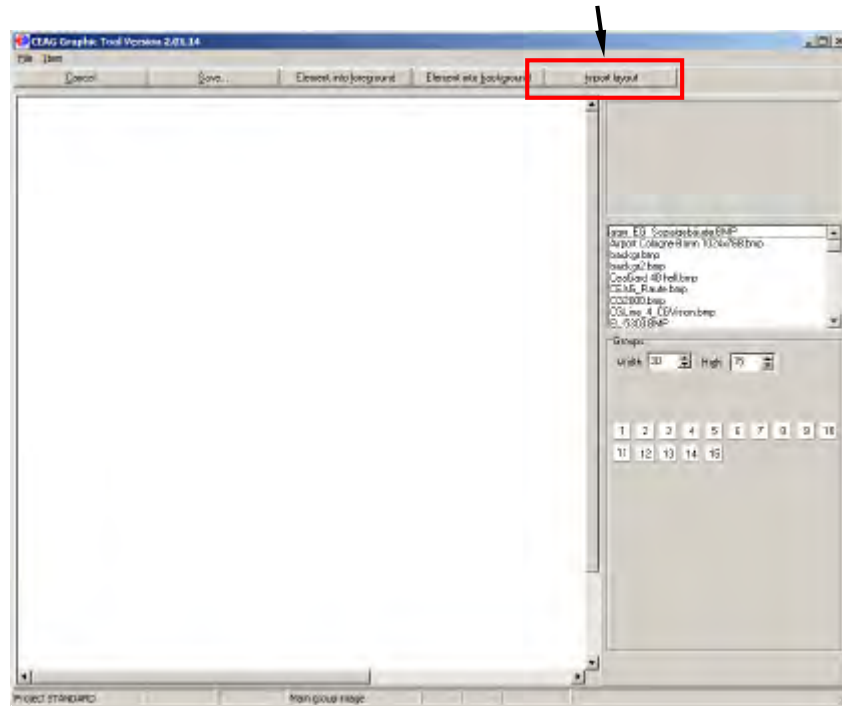 CEAG Graphic Tool Version 2.01.14
File Item
Cancel Save... Element into foreground Element into background Import layout
Airport Cologne-Bonn 1024x768.bmp
backgr.bmp
backgr2.bmp
CeaGard 48 hell.bmp
CEAG_Raute.bmp
CG2000.bmp
Groups
Width High 75
1 2 3 4 5 6 7 8 9 10
11 12 13 14 15
Project STANDARD Main group image